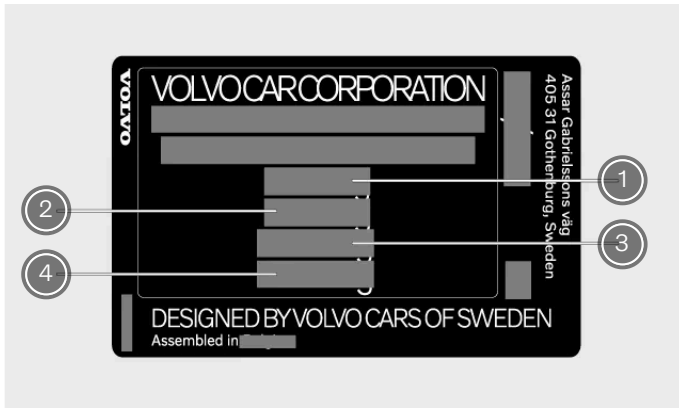 VOLVO
VOLVO CAR CORPORATION
Assar Gabrielssons väg
405 31 Gothenburg, Sweden
1
2
3
4
DESIGNED BY VOLVO CARS OF SWEDEN
Assembled in